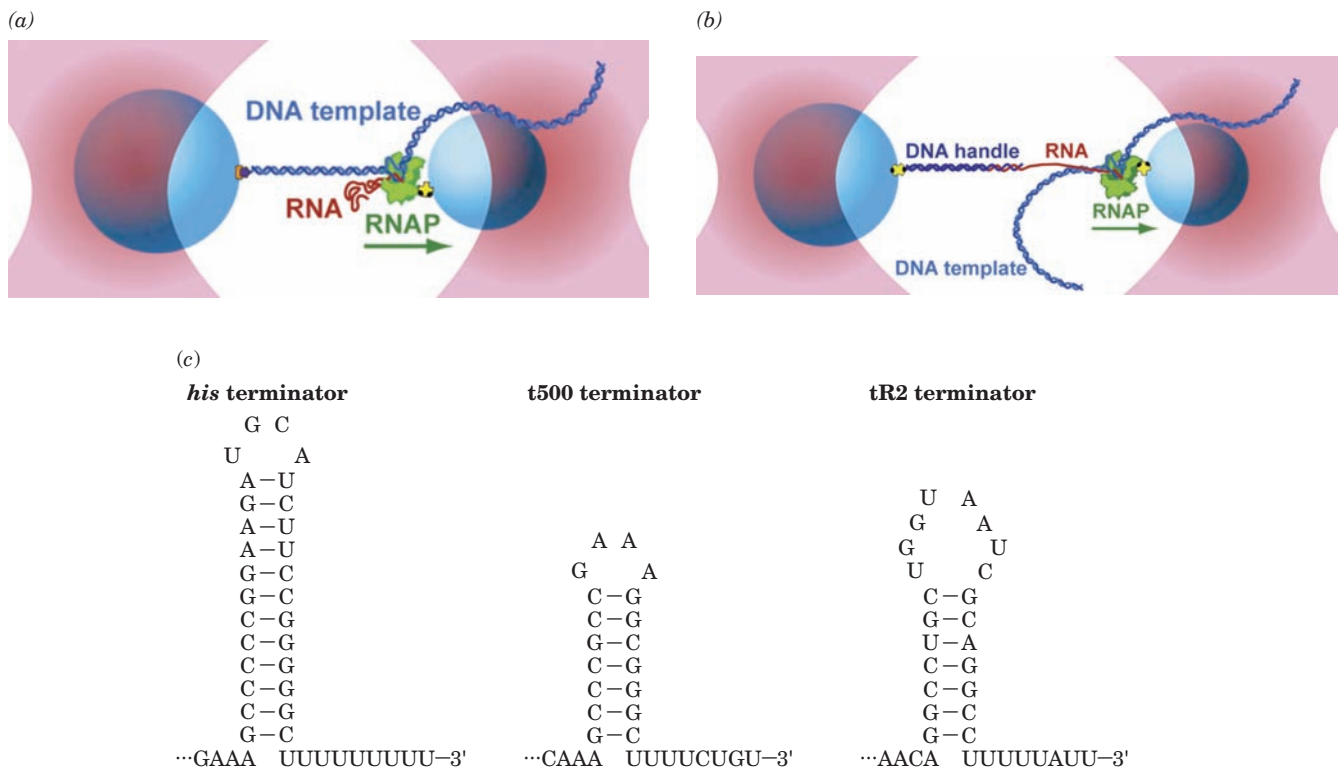 (a)
DNA template
RNA
RNAP
(b)
DNA handle
RNA
RNAP
DNA template
(c)
his terminator
G C
U A
A–U
G–C
A–U
A–U
G–C
G–C
C–G
C–G
C–G
C–G
C–G
G–C
···GAAA UUUUUUUUU–3'
t500 terminator
A A
G A
C–G
C–G
G–C
C–G
C–G
C–G
G–C
···CAAA UUUUCUGU–3'
tR2 terminator
U A
G A
G U
U C
C–G
G–C
U–A
C–G
C–G
G–C
G–C
···AACA UUUUUAUU–3'